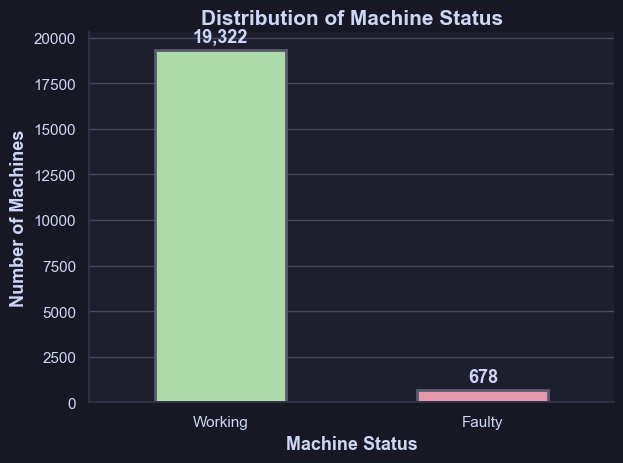 Distribution of Machine Status
Number of Machines
20000
17500
15000
12500
10000
7500
5000
2500
0
19,322
678
Working
Faulty
Machine Status